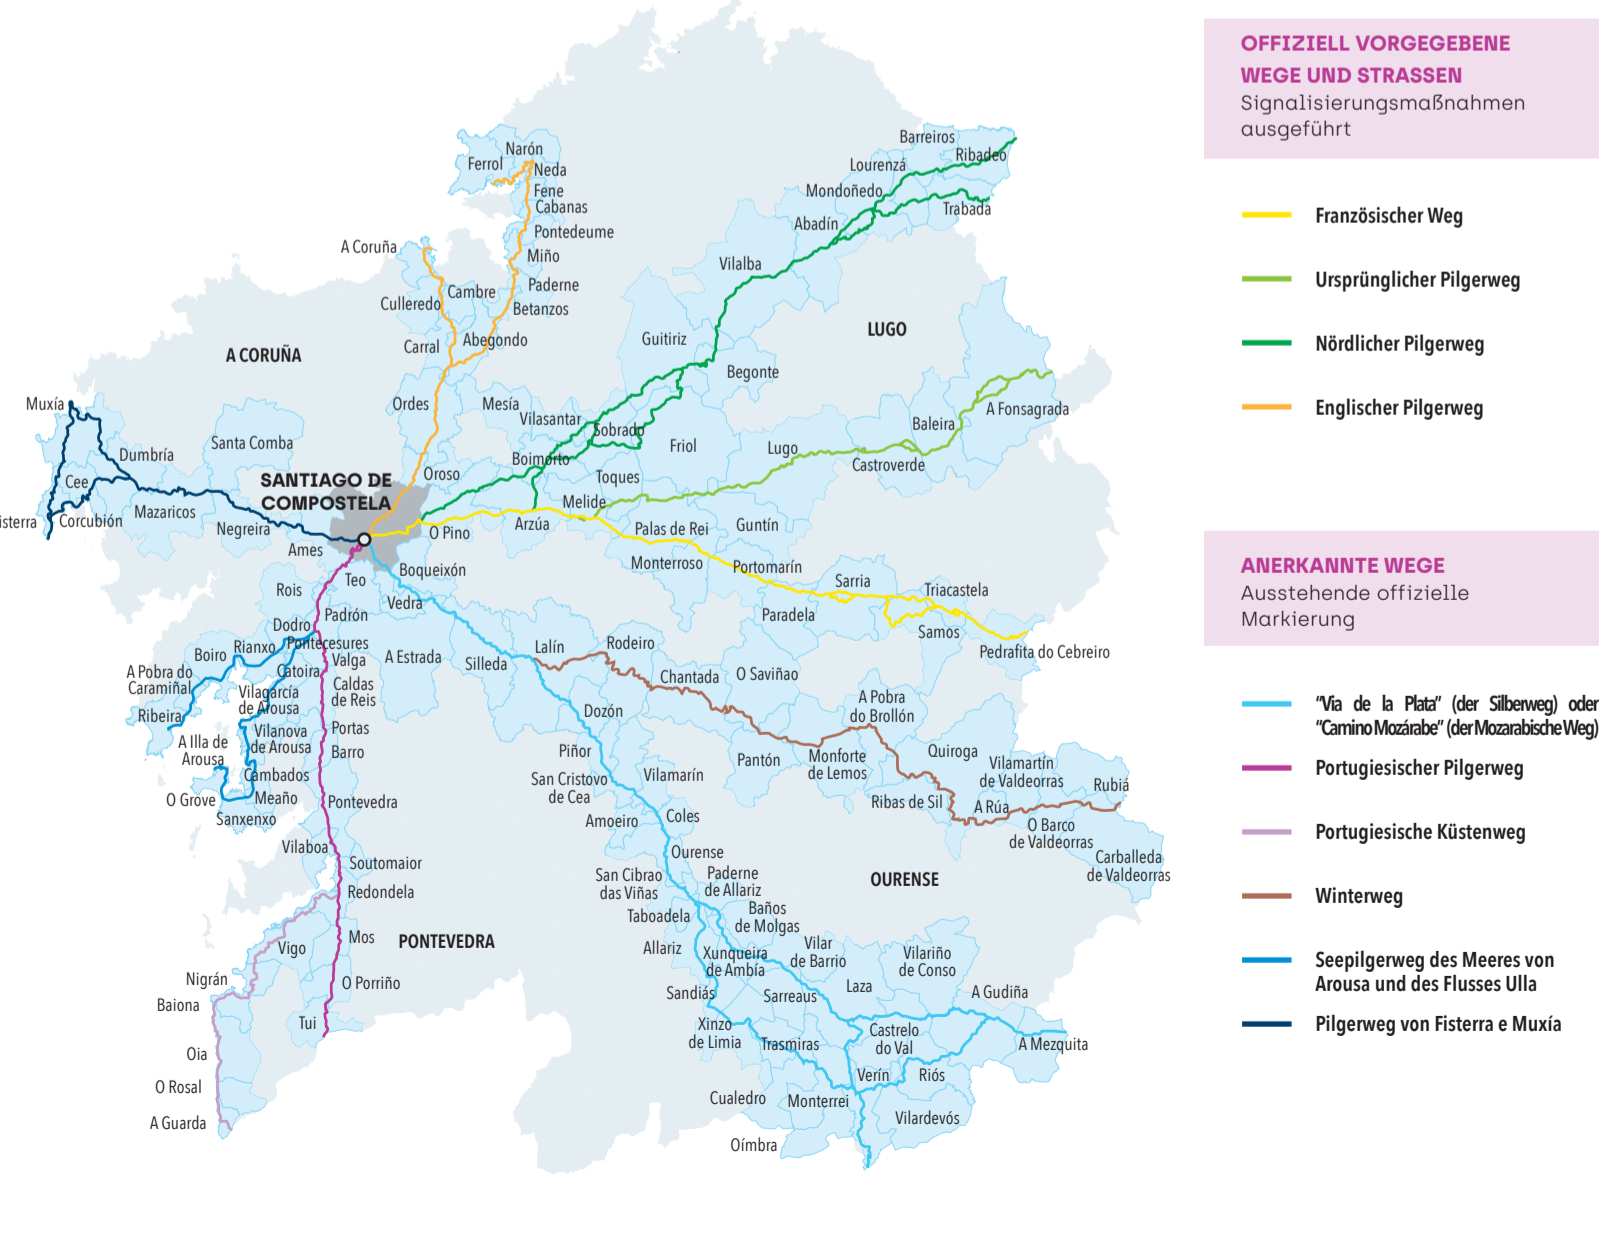 OFFIZIELL VORGEGEBENE
WEGE UND STRASSEN
Signalisierungsmaßnahmen
ausgeführt
Französischer Weg
Ursprünglicher Pilgerweg
Nördlicher Pilgerweg
Englischer Pilgerweg
ANERKANNTE WEGE
Ausstehende offizielle
Markierung
“Via de la Plata” (der Silberweg) oder
“Camino Mozárabe” (der Mozarabische Weg)
Portugiesischer Pilgerweg
Portugiesische Küstenweg
Winterweg
Seepilgerweg des Meeres von
Arousa und des Flusses Ulla
Pilgerweg von Fisterra e Muxía
Barreiros
Narón
Ribadeo
Ferrol
Lourenzá
Neda
Fene
Mondoñedo
Cabanas
Trabada
Abadín
Pontedeume
A Coruña
Miño
Vilalba
Paderne
Cambre
Culleredo
Betanzos
LUGO
Guitiriz
Abegondo
Carral
A CORUÑA
Begonte
Muxía
Ordes
Mesía
A Fonsagrada
Vilasantar
Baleira
Sobrado
Santa Comba
Friol
Lugo
Dumbría
Boimorto
Castroverde
Oroso
Toques
SANTIAGO DE
COMPOSTELA
Cee
Melide
Mazaricos
isterra
Corcubión
Arzúa
Guntín
Negreira
Palas de Rei
O Pino
Ames
Monterroso
Portomarín
Boqueixón
Teo
Sarria
Rois
Triacastela
Vedra
Padrón
Paradela
Dodro
Samos
Pontecesures
Rodeiro
Rianxo
Lalín
Pedrafita do Cebreiro
Boiro
Valga
A Estrada
Silleda
A Pobra do
Caramiñal
Catoira
Chantada
O Saviñao
Caldas
de Reis
Vilagarcía
de Arousa
A Pobra
do Brollón
Dozón
Ribeira
Portas
Vilanova
de Arousa
A Illa de
Arousa
Barro
Piñor
Quiroga
Pantón
Monforte
de Lemos
Vilamartín
de Valdeorras
Cambados
San Cristovo
de Cea
Vilamarín
Rubiá
O Grove
Meaño
Pontevedra
Ribas de Sil
A Rúa
Sanxenxo
Amoeiro
Coles
O Barco
de Valdeorras
Vilaboa
Ourense
Soutomaior
Carballeda
de Valdeorras
San Cibrao
das Viñas
Paderne
de Allariz
OURENSE
Redondela
Taboadela
Baños
de Molgas
Mos
PONTEVEDRA
Vigo
Allariz
Xunqueira
de Ambía
Vilar
de Barrio
Vilariño
de Conso
Nigrán
O Porriño
Laza
Sandiás
Sarreaus
A Gudiña
Baiona
Tui
Xinzo
de Limia
Castrelo
do Val
Trasmiras
A Mezquita
Oia
Verín
Riós
O Rosal
Cualedro
Monterrei
A Guarda
Vilardevós
Oímbra